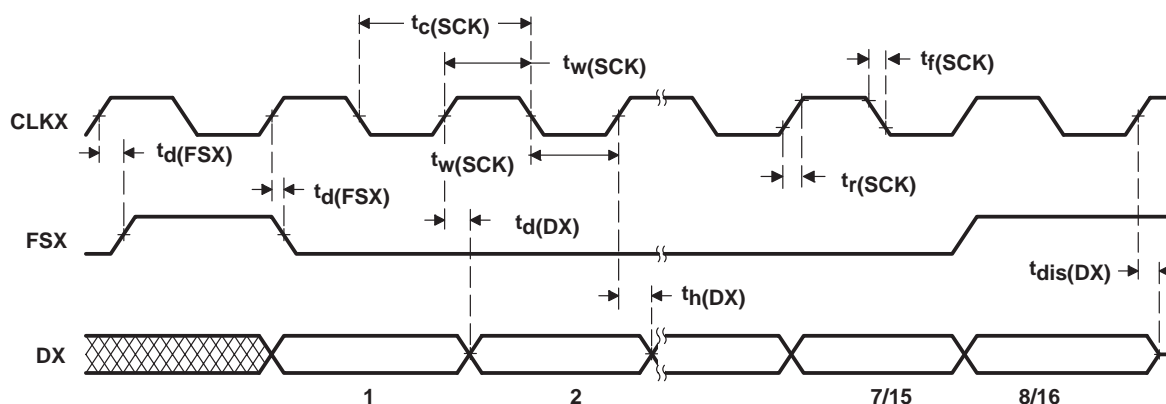 tc(SCK)
tw(SCK)
tf(SCK)
CLKX
td(FSX)
tw(SCK)
tr(SCK)
td(FSX)
td(DX)
FSX
tdis(DX)
th(DX)
DX
1
2
7/15
8/16